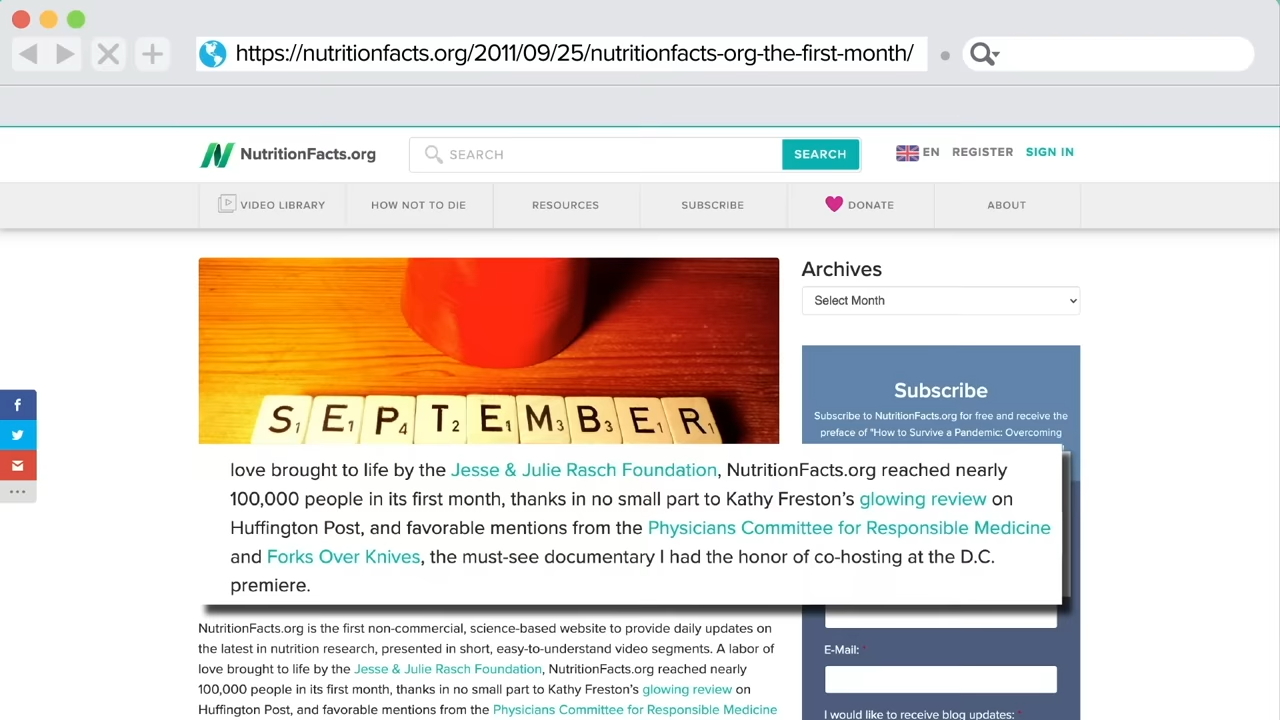 https://nutritionfacts.org/2011/09/25/nutritionfacts-org-the-first-month/
NutritionFacts.org
SEARCH
SEARCH
EN
REGISTER
SIGN IN
VIDEO LIBRARY
HOW NOT TO DIE
RESOURCES
SUBSCRIBE
DONATE
ABOUT
S1 E1 P4 T2 E1 M3 B3 E1 R1
Archives
Select Month
Subscribe
Subscribe to NutritionFacts.org for free and receive the
preface of "How to Survive a Pandemic: Overcoming
love brought to life by the Jesse & Julie Rasch Foundation, NutritionFacts.org reached nearly
100,000 people in its first month, thanks in no small part to Kathy Freston's glowing review on
Huffington Post, and favorable mentions from the Physicians Committee for Responsible Medicine
and Forks Over Knives, the must-see documentary I had the honor of co-hosting at the D.C.
premiere.
NutritionFacts.org is the first non-commercial, science-based website to provide daily updates on
the latest in nutrition research, presented in short, easy-to-understand video segments. A labor of
love brought to life by the Jesse & Julie Rasch Foundation, NutritionFacts.org reached nearly
100,000 people in its first month, thanks in no small part to Kathy Freston's glowing review on
Huffington Post, and favorable mentions from the Physicians Committee for Responsible Medicine
E-Mail: *
I would like to receive blog updates: *